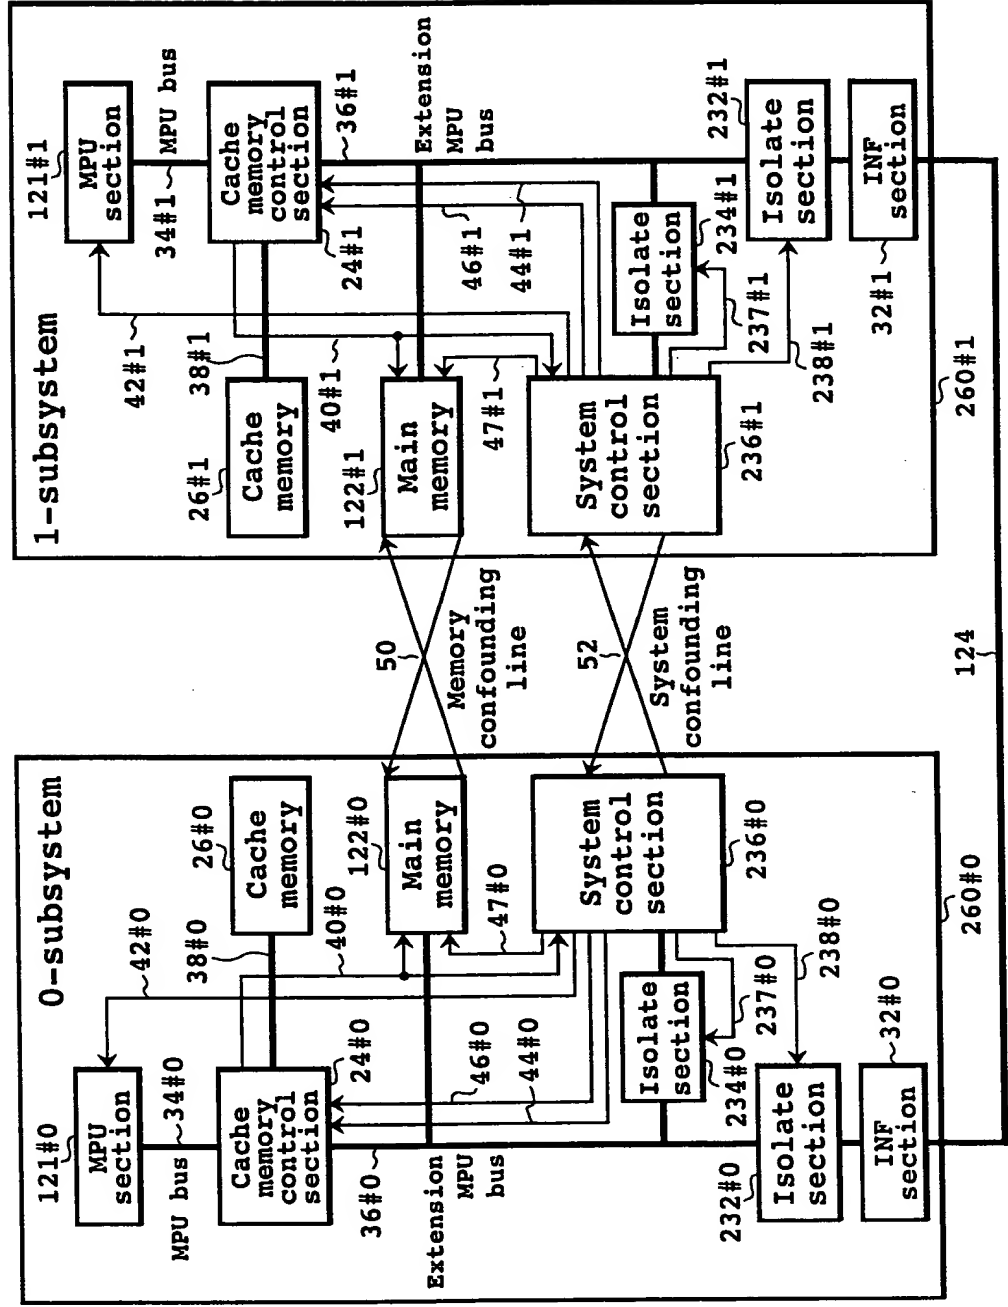 0-subsystem
121#0
MPU
section
42#0
MPU bus
34#0
38#0
26#0
Cache
memory
Cache
memory
control
section
24#0
40#0
122#0
Main
memory
36#0
Extension
MPU
bus
46#0
44#0
47#0
System
control
section
236#0
Isolate
section
234#0
237#0
238#0
232#0
Isolate
section
INF
section
32#0
260#0
50
Memory
confounding
line
52
System
confounding
line
124
1-subsystem
121#1
MPU
section
42#1
34#1
MPU bus
38#1
26#1
Cache
memory
Cache
memory
control
section
24#1
40#1
122#1
Main
memory
36#1
Extension
MPU
bus
46#1
44#1
47#1
System
control
section
236#1
Isolate
section
234#1
237#1
238#1
232#1
Isolate
section
INF
section
32#1
260#1